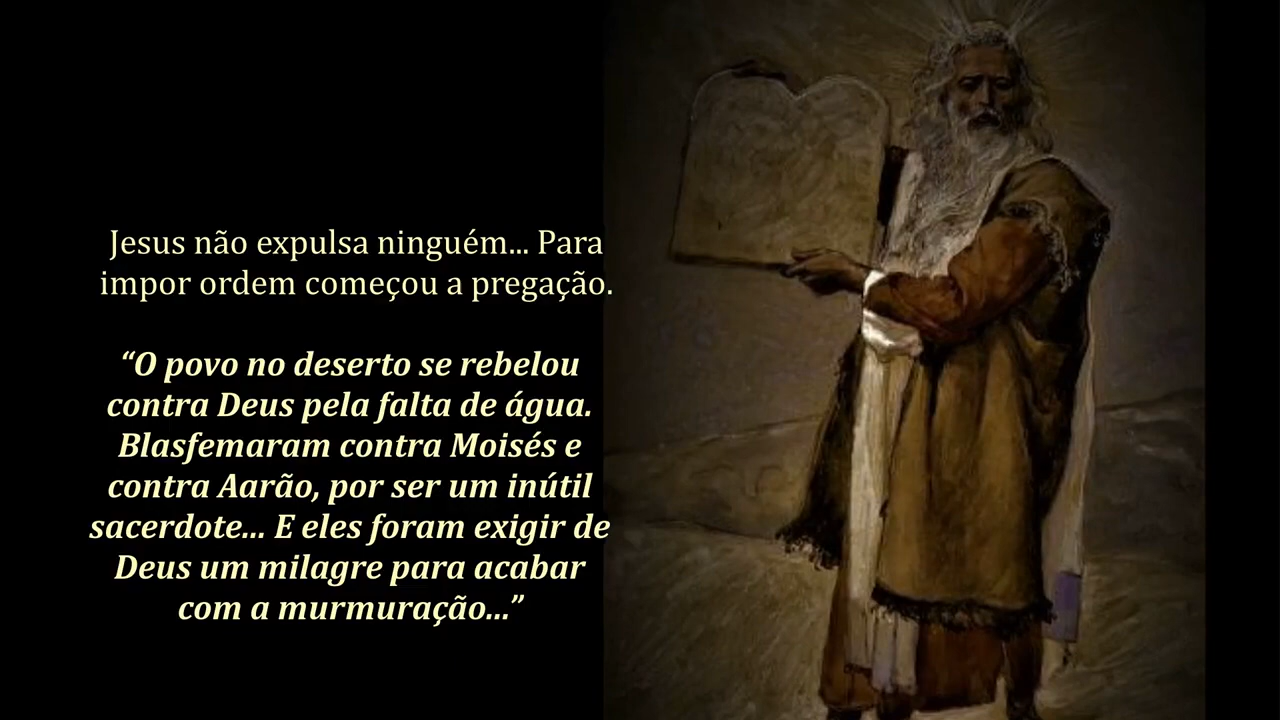 Jesus não expulsa ninguém... Para
impor ordem começou a pregação.
“O povo no deserto se rebelou
contra Deus pela falta de água.
Blasfemaram contra Moisés e
contra Aarão, por ser um inútil
sacerdote... E eles foram exigir de
Deus um milagre para acabar
com a murmuração...”